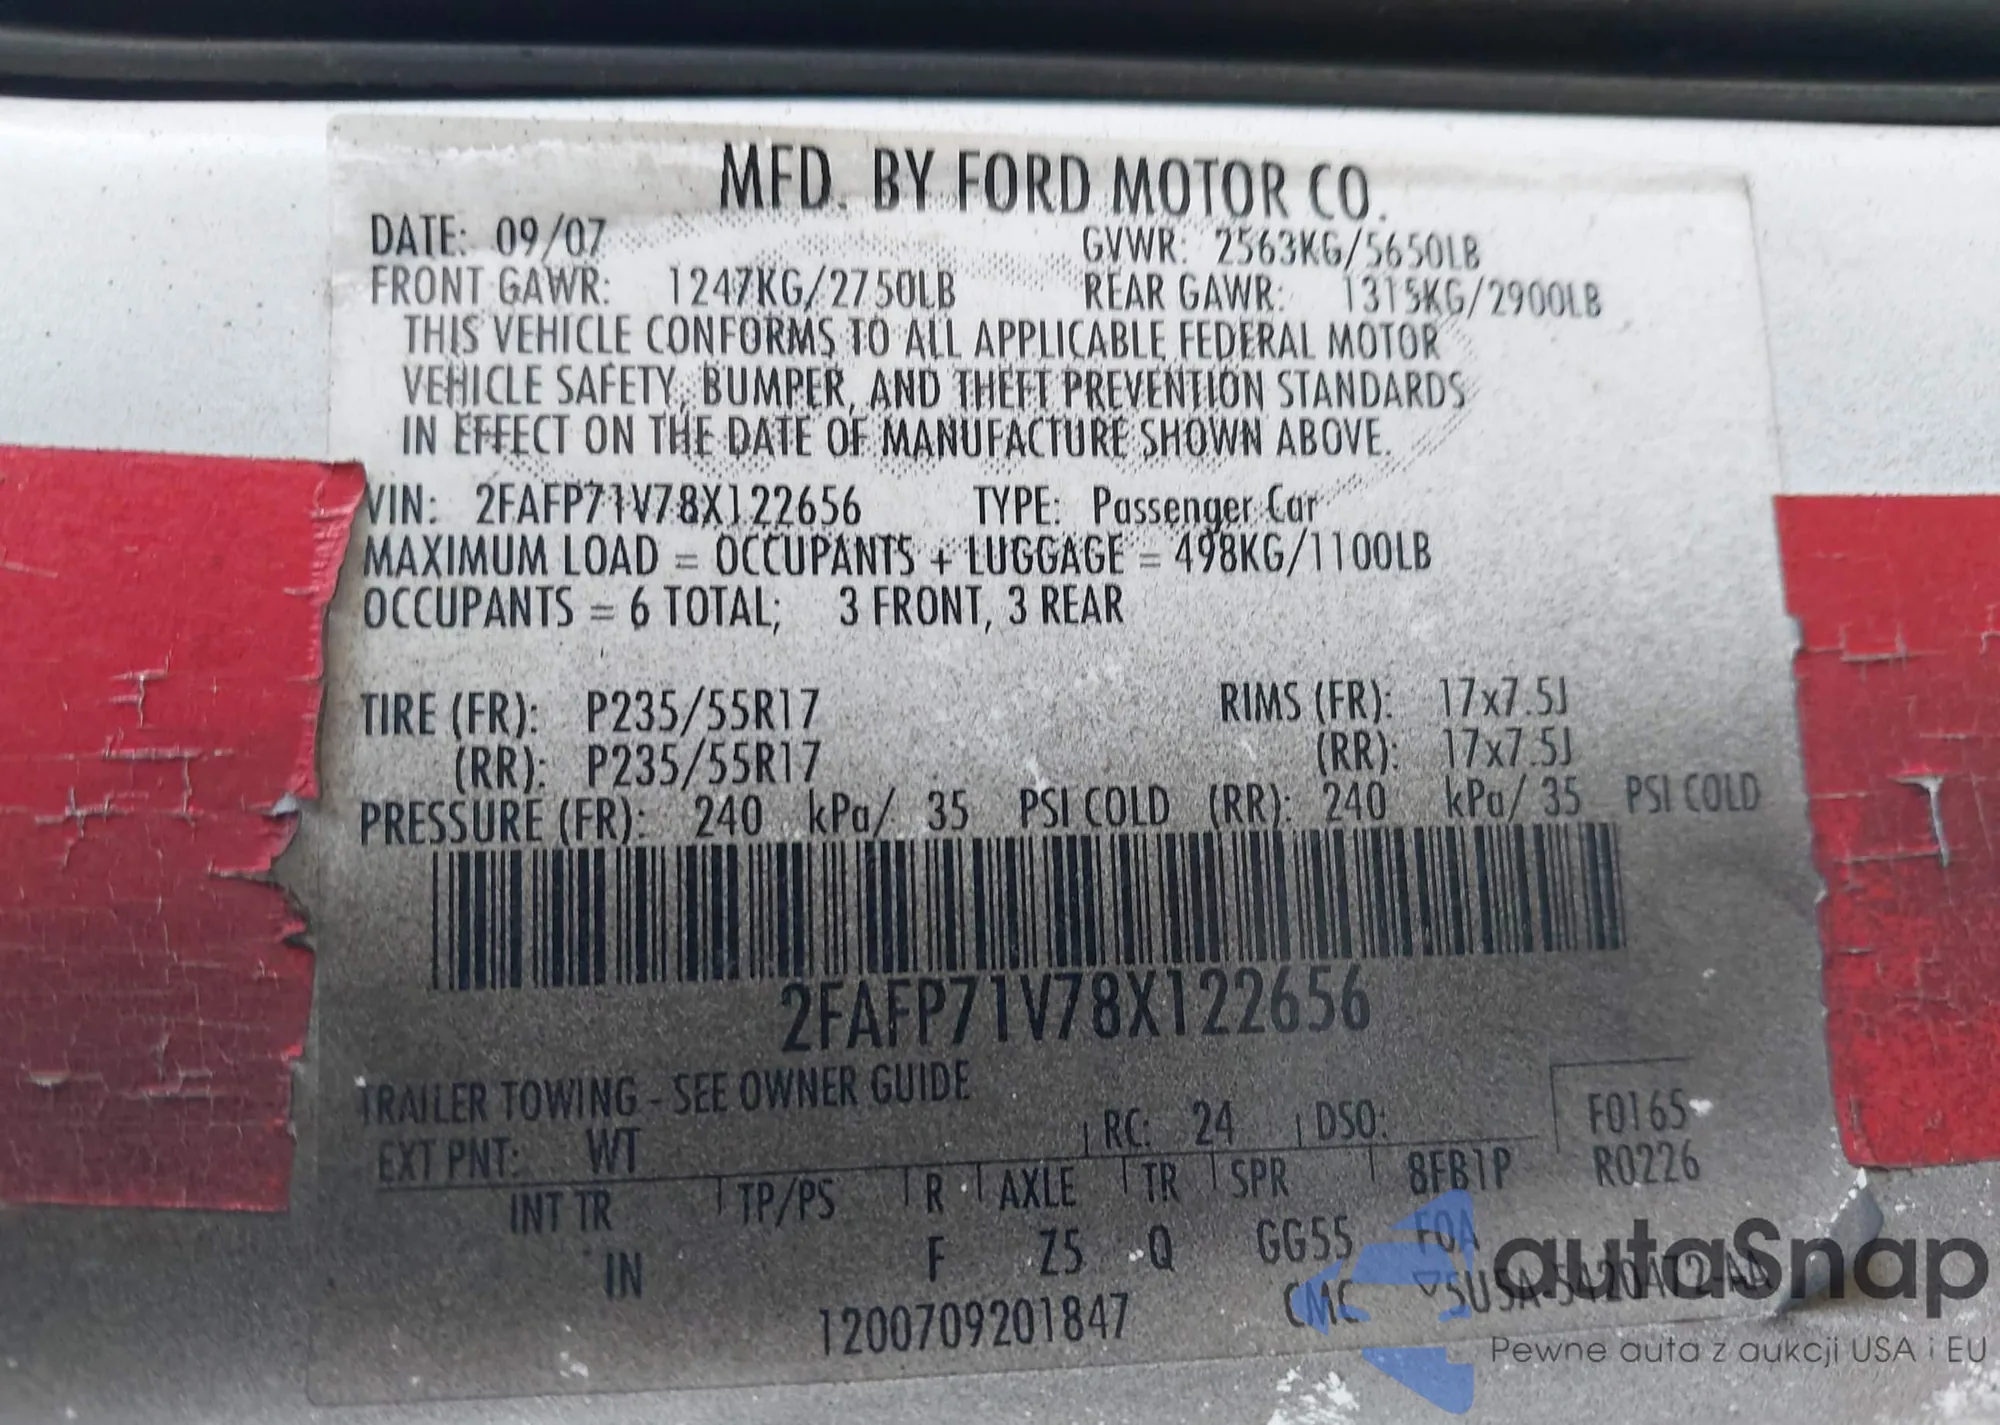 MFD. BY FORD MOTOR CO.
DATE: 09/07 GVWR: 2563KG/5650LB
FRONT GAWR: 1247KG/2750LB REAR GAWR: 1315KG/2900LB
THIS VEHICLE CONFORMS TO ALL APPLICABLE FEDERAL MOTOR
VEHICLE SAFETY, BUMPER, AND THEFT PREVENTION STANDARDS
IN EFFECT ON THE DATE OF MANUFACTURE SHOWN ABOVE.
VIN: 2FAFP71V78X122656 TYPE: Passenger Car
MAXIMUM LOAD = OCCUPANTS + LUGGAGE = 498KG/1100LB
OCCUPANTS = 6 TOTAL; 3 FRONT, 3 REAR
TIRE (FR): P235/55R17 RIMS (FR): 17x7.5J
(RR): P235/55R17 (RR): 17x7.5J
PRESSURE (FR): 240 kPa/ 35 PSI COLD (RR): 240 kPa/ 35 PSI COLD
2FAFP71V78X122656
TRAILER TOWING - SEE OWNER GUIDE
EXT PNT: WT RC: 24 DSO: F0165
INT TR TP/PS R AXLE TR SPR 8FB1P R0226
IN F Z5 Q GG55 F0A
1200709201847 CMC
autaSnap
Pewne auta z aukcji USA i EU